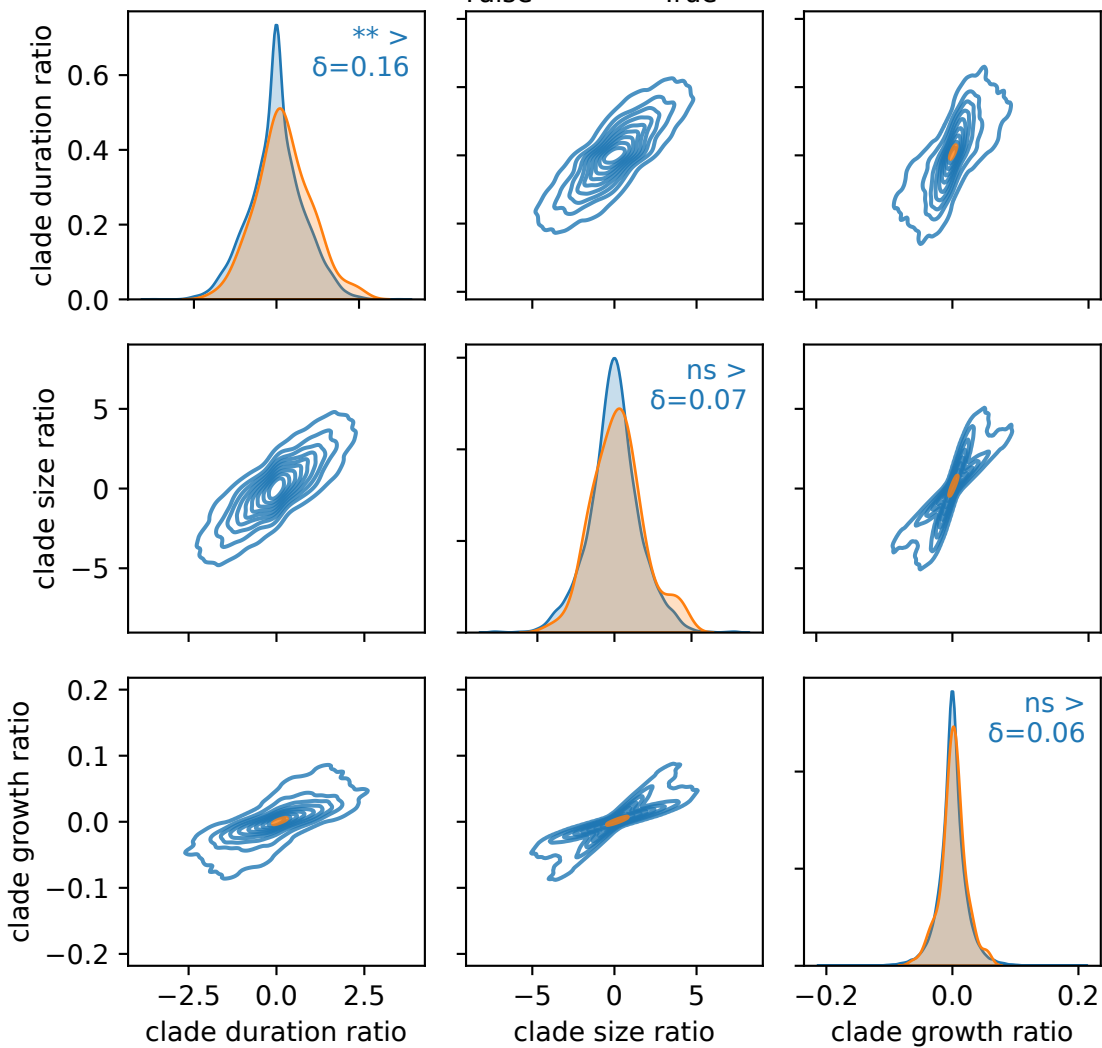 False True
** >
δ=0.16
clade duration ratio
0.6
0.4
0.2
0.0
ns >
δ=0.07
clade size ratio
5
0
−5
ns >
δ=0.06
clade growth ratio
0.2
0.1
0.0
−0.1
−0.2
−2.5 0.0 2.5 −5 0 5 −0.2 0.0 0.2
clade duration ratio clade size ratio clade growth ratio